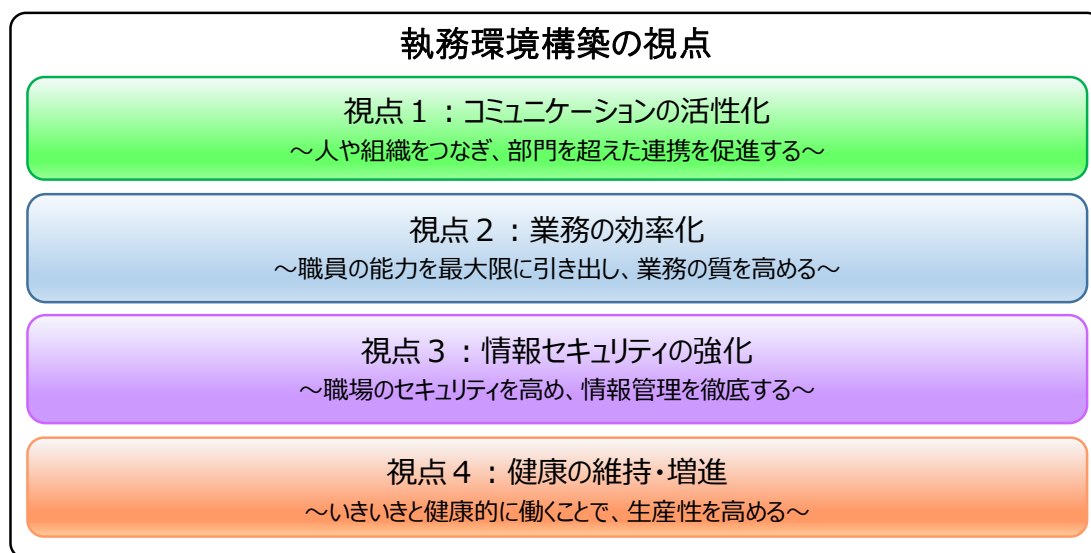 執務環境構築の視点
視点１：コミュニケーションの活性化
～人や組織をつなぎ、部門を超えた連携を促進する～
視点２：業務の効率化
～職員の能力を最大限に引き出し、業務の質を高める～
視点３：情報セキュリティの強化
～職場のセキュリティを高め、情報管理を徹底する～
視点４：健康の維持・増進
～いきいきと健康的に働くことで、生産性を高める～